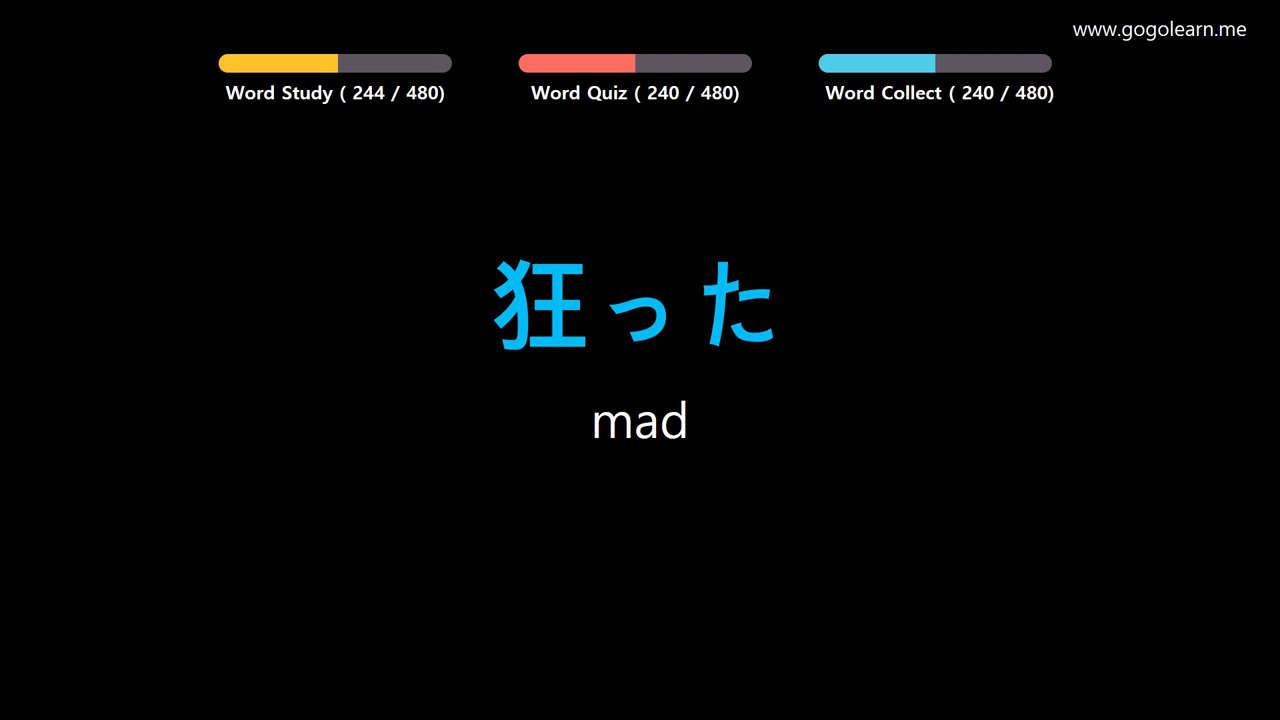 www.gogolearn.me
Word Study ( 244 / 480)
Word Quiz ( 240 / 480)
Word Collect ( 240 / 480)
狂った
mad